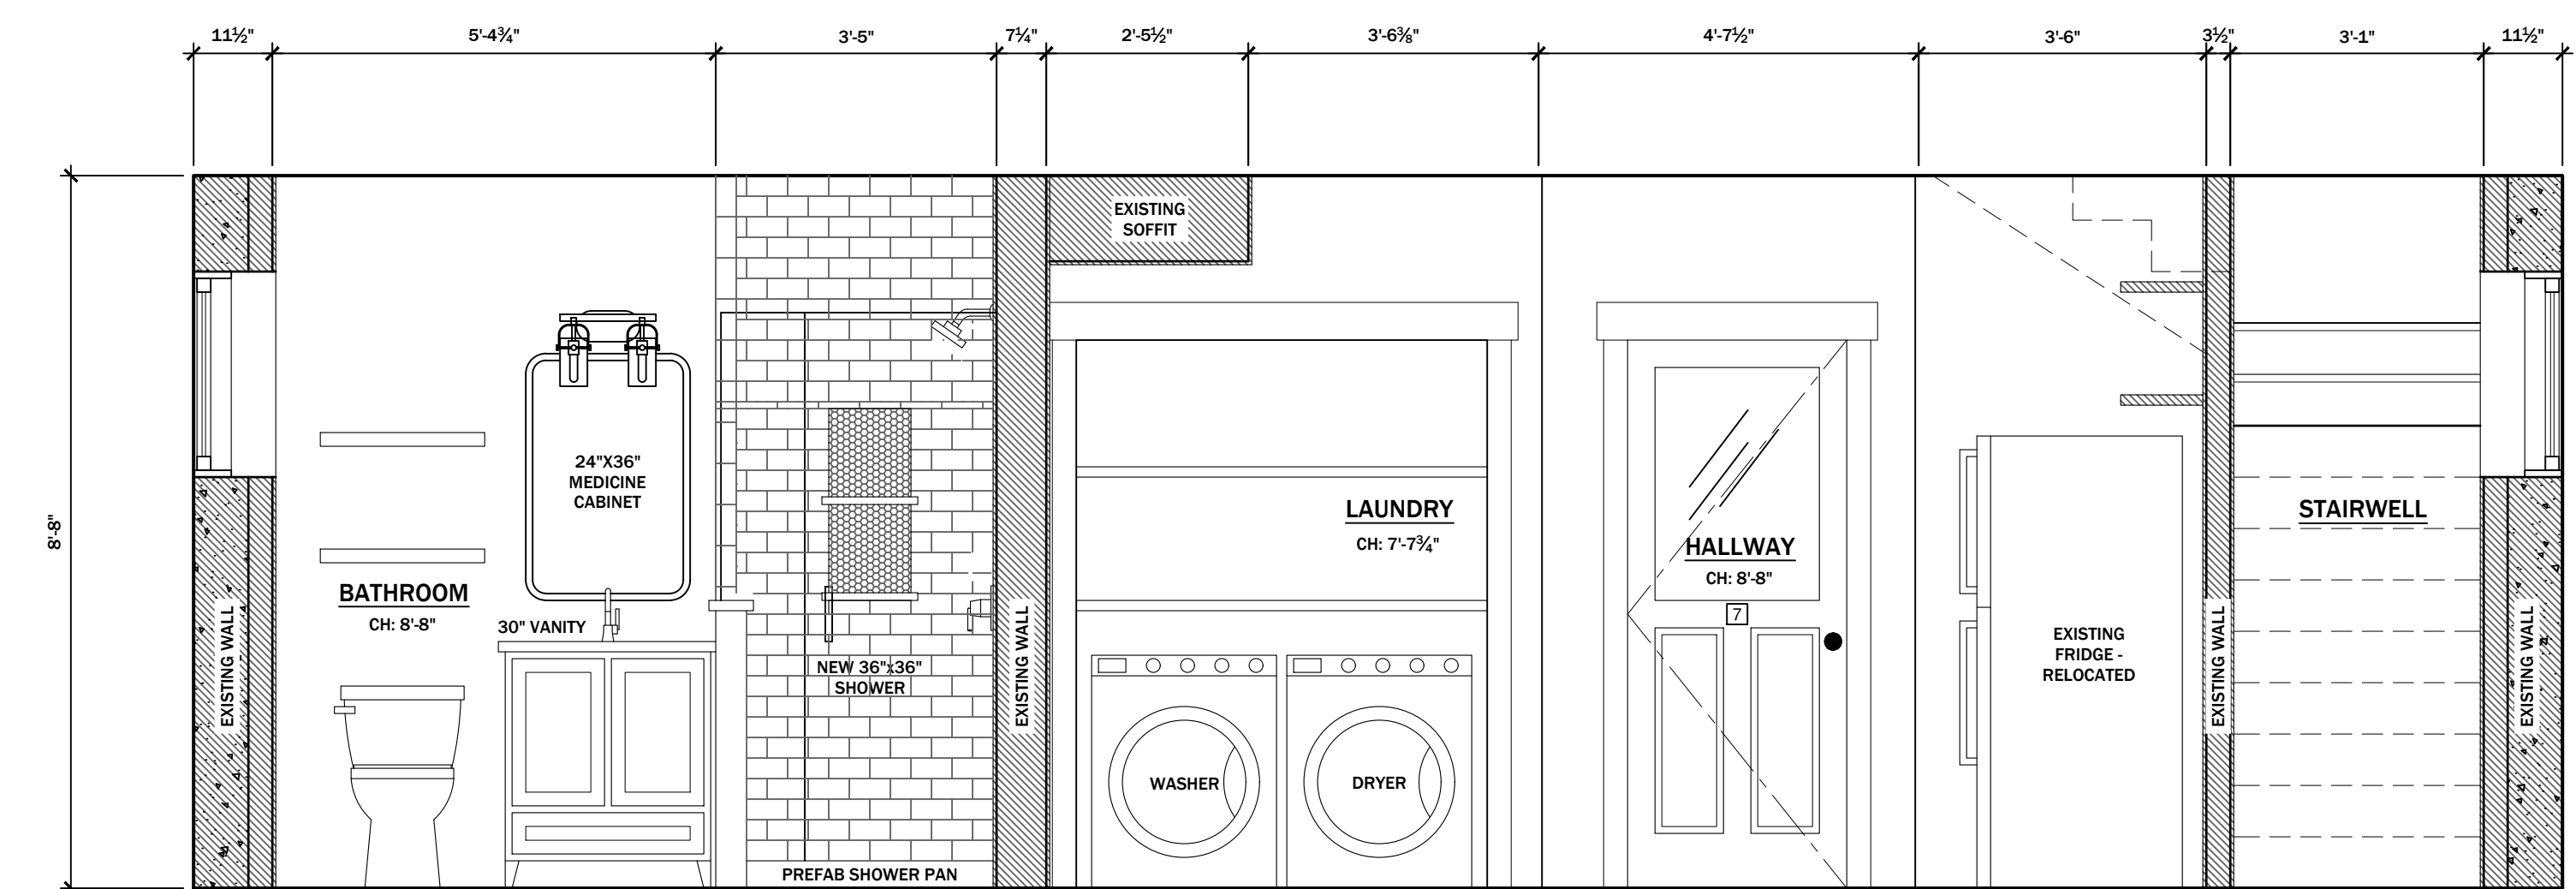 11½" 5'-4¾" 3'-5" 7¼" 2'-5½" 3'-6⅜" 4'-7½" 3'-6" 3½" 3'-1" 11½"
8'-8"
EXISTING
SOFFIT
24"X36"
MEDICINE
CABINET
BATHROOM
CH: 8'-8"
30" VANITY
EXISTING WALL
NEW 36"x36"
SHOWER
PREFAB SHOWER PAN
EXISTING WALL
LAUNDRY
CH: 7'-7¾"
WASHER
DRYER
HALLWAY
CH: 8'-8"
7
EXISTING
FRIDGE -
RELOCATED
EXISTING WALL
STAIRWELL
EXISTING WALL